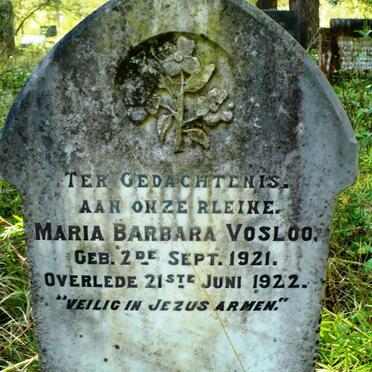 TER GEDACHTENIS.
AAN ONZE KLEINE.
MARIA BARBARA VOSLOO.
GEB. 2DE SEPT. 1921.
OVERLEDE 21STE JUNI 1922.
"VEILIG IN JEZUS ARMEN."